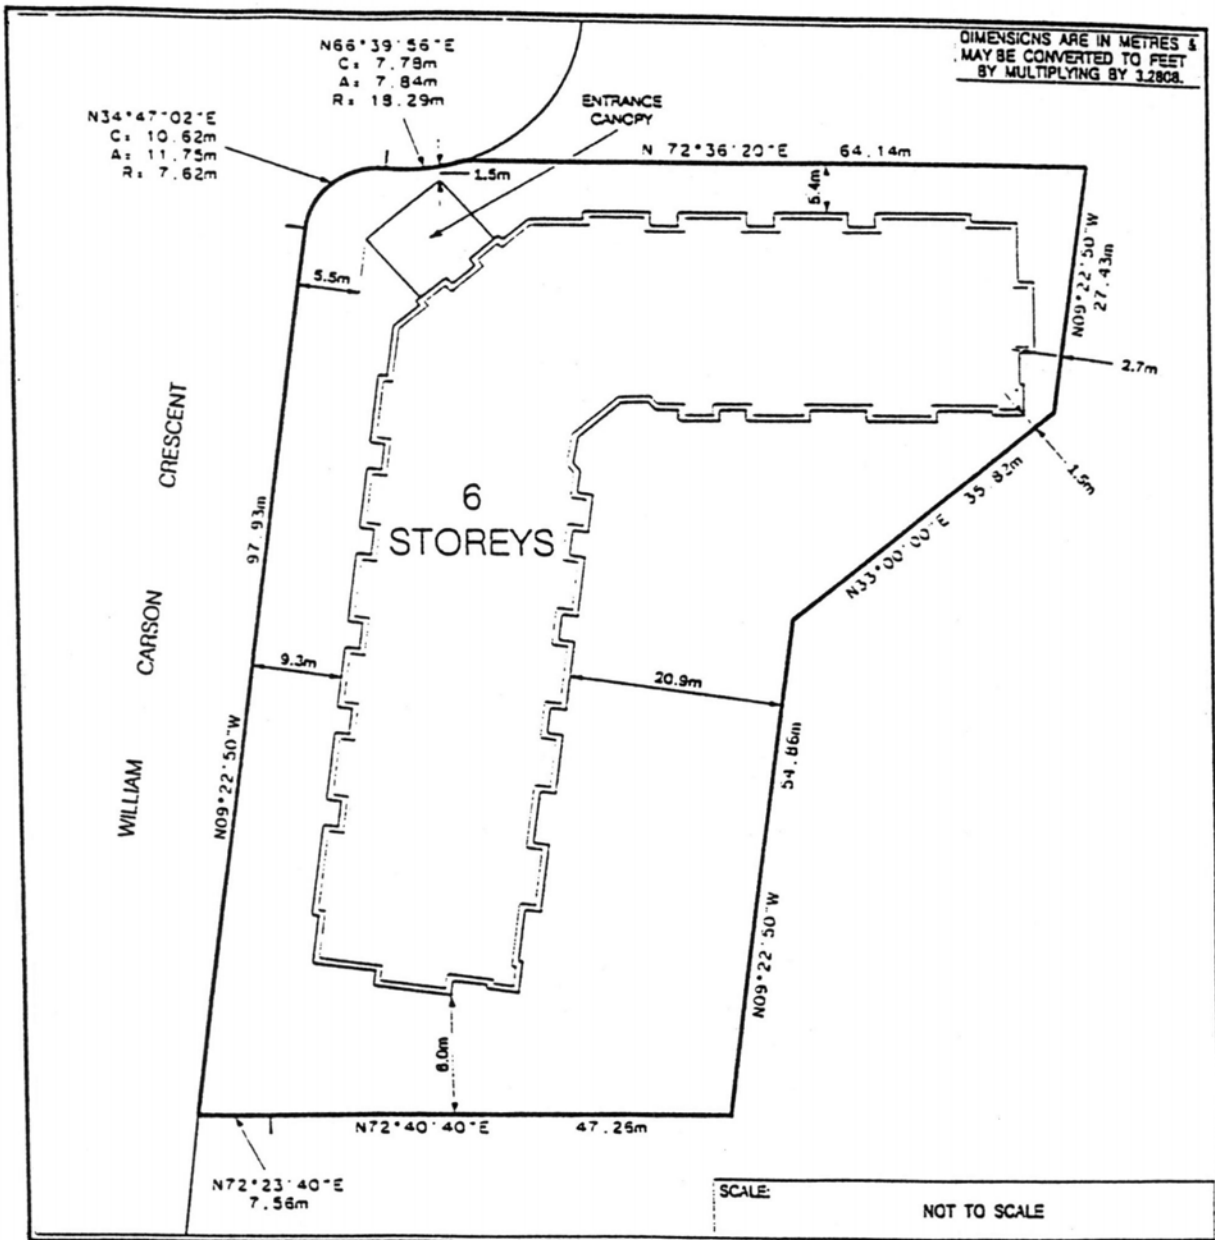 DIMENSIONS ARE IN METRES &
MAY BE CONVERTED TO FEET
BY MULTIPLYING BY 3.2808.
N66°39'56"E
C: 7.78m
A: 7.84m
R: 18.29m
N34°47'02"E
C: 10.62m
A: 11.75m
R: 7.62m
ENTRANCE
CANOPY
N 72°36'20"E 64.14m
1.5m
5.4m
5.5m
N09°22'50"W
27.43m
2.7m
1.5m
N33°00'00"E 35.82m
6
STOREYS
WILLIAM CARSON CRESCENT
N09°22'50"W 97.93m
9.3m
20.9m
N09°22'50"W 54.86m
6.0m
N72°40'40"E 47.26m
N72°23'40"E
7.56m
SCALE:
NOT TO SCALE